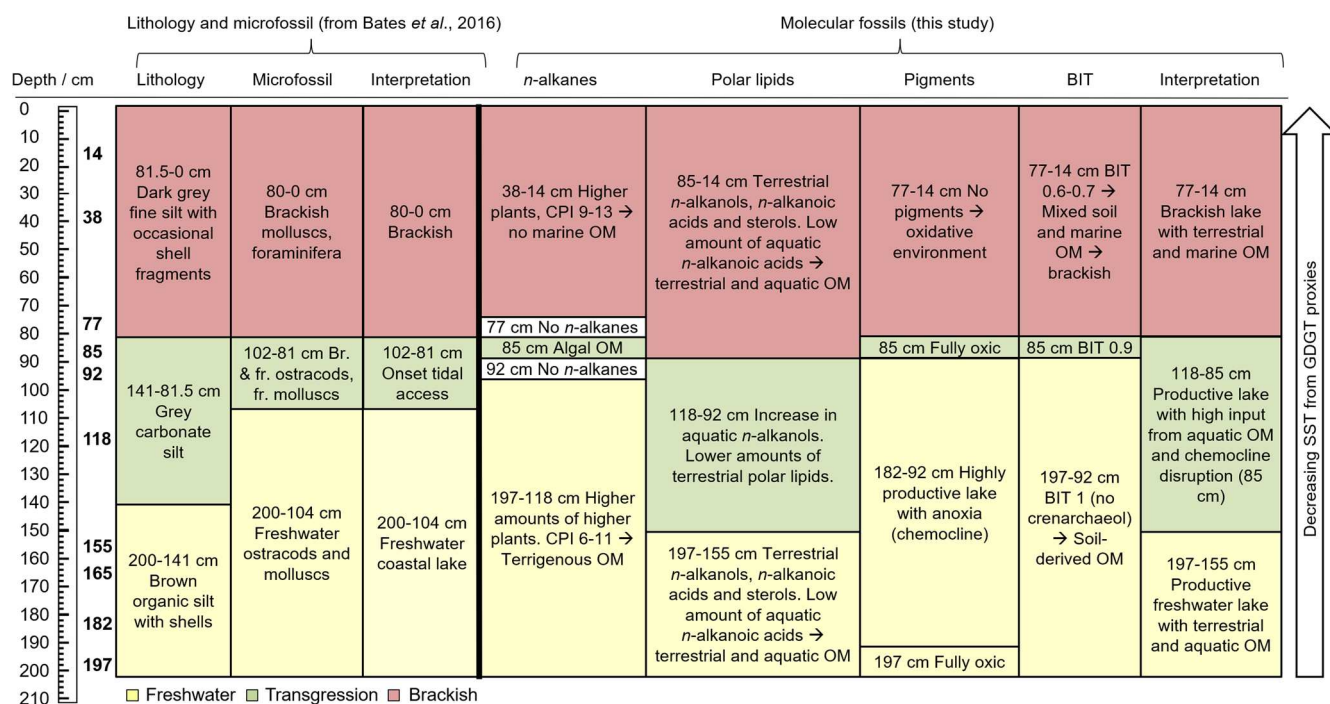 Lithology and microfossil (from Bates et al., 2016)
Molecular fossils (this study)
Depth / cm
Lithology
Microfossil
Interpretation
n-alkanes
Polar lipids
Pigments
BIT
Interpretation
0
10
20
30
40
50
60
70
80
90
100
110
120
130
140
150
160
170
180
190
200
210
14
38
77
85
92
118
155
165
182
197
81.5-0 cm
Dark grey
fine silt with
occasional
shell
fragments
141-81.5 cm
Grey
carbonate
silt
200-141 cm
Brown
organic silt
with shells
80-0 cm
Brackish
molluscs,
foraminifera
102-81 cm Br.
& fr. ostracods,
fr. molluscs
200-104 cm
Freshwater
ostracods and
molluscs
80-0 cm
Brackish
102-81 cm
Onset tidal
access
200-104 cm
Freshwater
coastal lake
38-14 cm Higher
plants, CPI 9-13 →
no marine OM
77 cm No n-alkanes
85 cm Algal OM
92 cm No n-alkanes
197-118 cm Higher
amounts of higher
plants. CPI 6-11 →
Terrigenous OM
85-14 cm Terrestrial
n-alkanols, n-alkanoic
acids and sterols. Low
amount of aquatic
n-alkanoic acids →
terrestrial and aquatic OM
118-92 cm Increase in
aquatic n-alkanols.
Lower amounts of
terrestrial polar lipids.
197-155 cm Terrestrial
n-alkanols, n-alkanoic
acids and sterols. Low
amount of aquatic
n-alkanoic acids →
terrestrial and aquatic OM
77-14 cm No
pigments →
oxidative
environment
85 cm Fully oxic
182-92 cm Highly
productive lake
with anoxia
(chemocline)
197 cm Fully oxic
77-14 cm BIT
0.6-0.7 →
Mixed soil
and marine
OM →
brackish
85 cm BIT 0.9
197-92 cm
BIT 1 (no
crenarchaeol)
→ Soil-
derived OM
77-14 cm
Brackish lake
with terrestrial
and marine OM
118-85 cm
Productive lake
with high input
from aquatic OM
and chemocline
disruption (85
cm)
197-155 cm
Productive
freshwater lake
with terrestrial
and aquatic OM
Decreasing SST from GDGT proxies
Freshwater
Transgression
Brackish